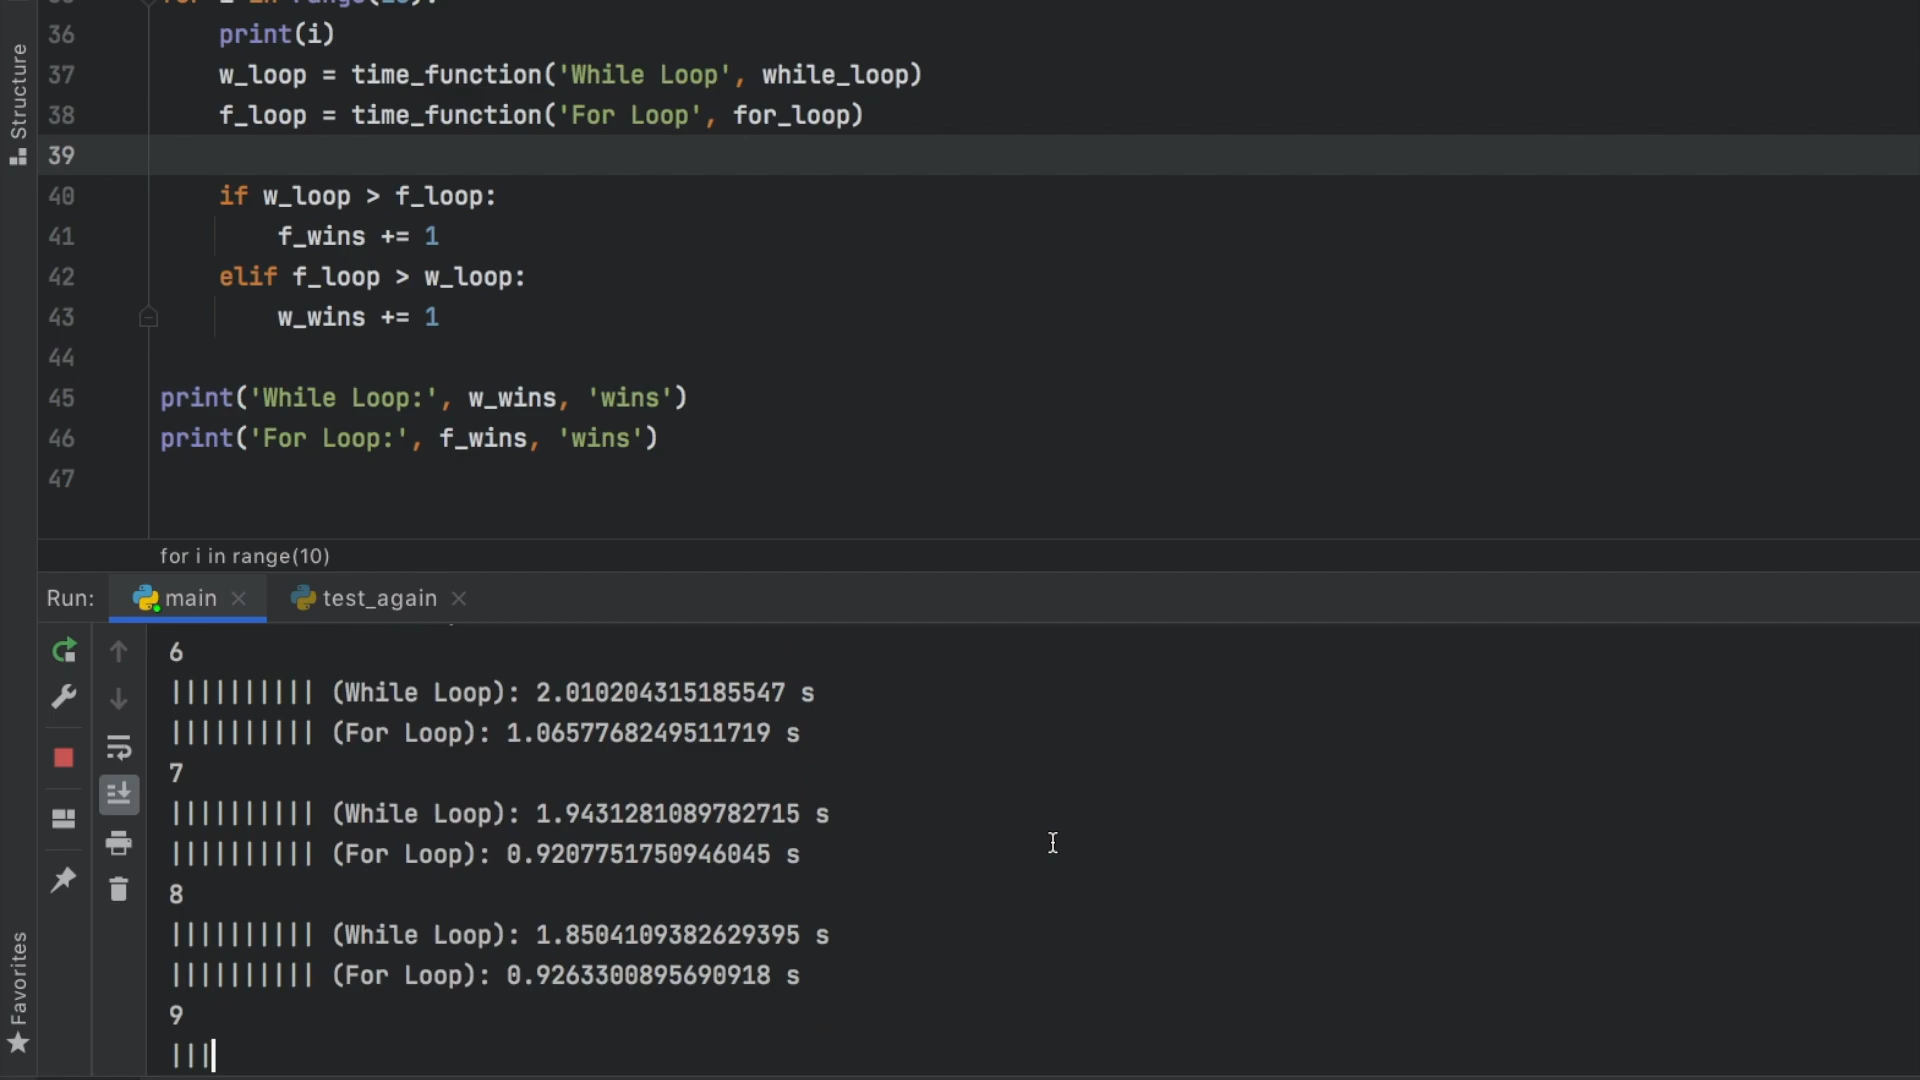 for i in range(10):
36 print(i)
37 w_loop = time_function('While Loop', while_loop)
38 f_loop = time_function('For Loop', for_loop)
39
40 if w_loop > f_loop:
41 f_wins += 1
42 elif f_loop > w_loop:
43 w_wins += 1
44
45 print('While Loop:', w_wins, 'wins')
46 print('For Loop:', f_wins, 'wins')
47
for i in range(10)
Run: main test_again
6
|||||||||| (While Loop): 2.010204315185547 s
|||||||||| (For Loop): 1.0657768249511719 s
7
|||||||||| (While Loop): 1.9431281089782715 s
|||||||||| (For Loop): 0.9207751750946045 s
8
|||||||||| (While Loop): 1.8504109382629395 s
|||||||||| (For Loop): 0.9263300895690918 s
9
|||
Structure
Favorites